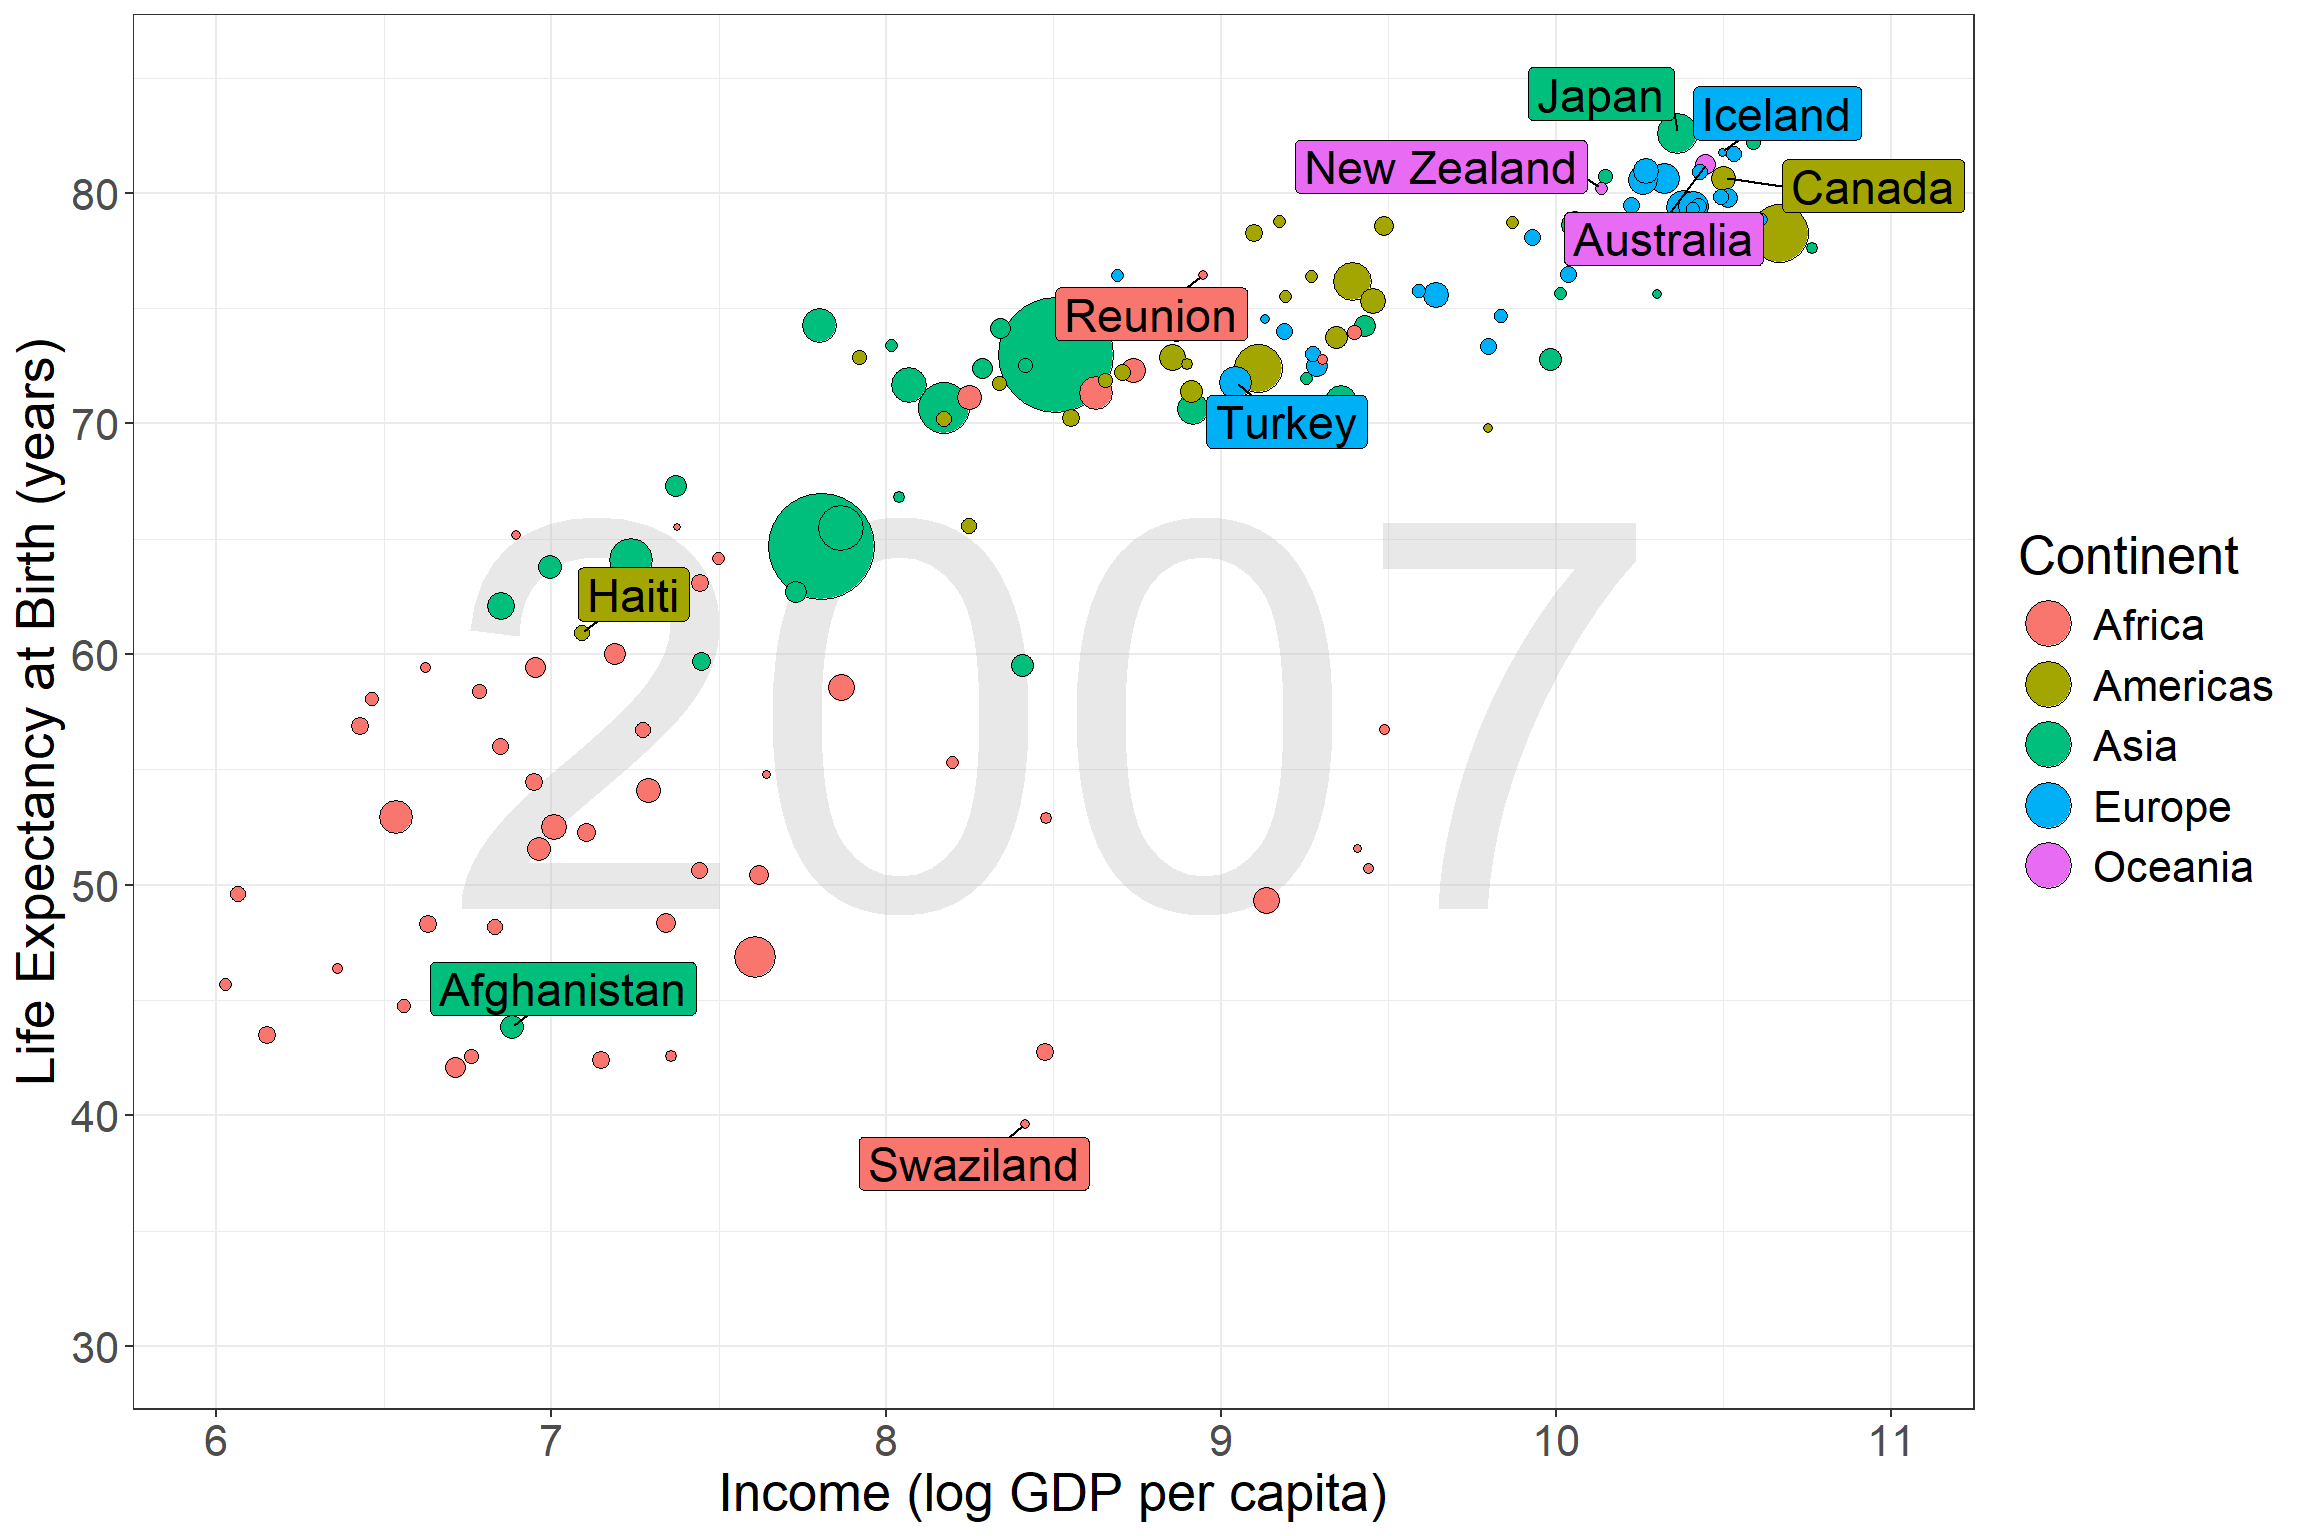 Japan
Iceland
New Zealand
Canada
80
Australia
Reunion
70
Turkey
2007
Haiti
60
50
Afghanistan
40
Swaziland
30
6 7 8 9 10 11
Income (log GDP per capita)
Life Expectancy at Birth (years)
Continent
Africa
Americas
Asia
Europe
Oceania